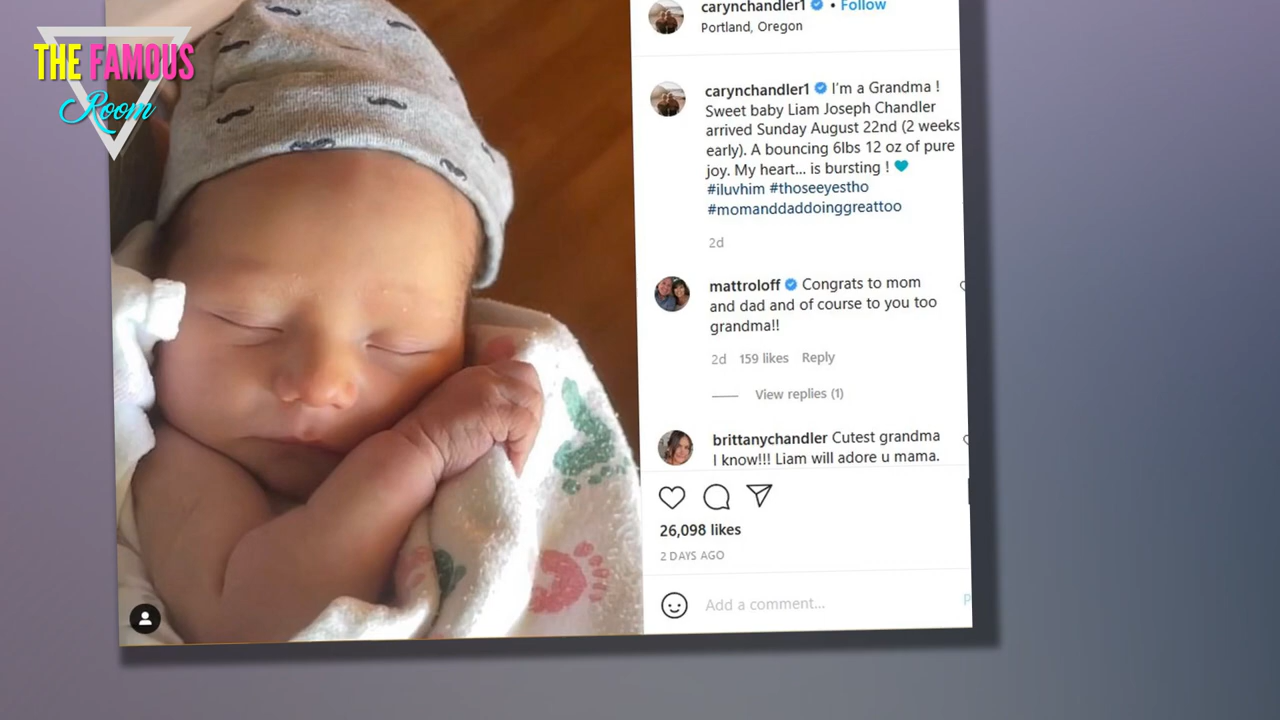 THE FAMOUS
Room
carynchandler1 • Follow
Portland, Oregon
carynchandler1 I'm a Grandma !
Sweet baby Liam Joseph Chandler
arrived Sunday August 22nd (2 weeks
early). A bouncing 6lbs 12 oz of pure
joy. My heart... is bursting !
#iluvhim #thoseeyestho
#momanddaddoinggreattoo
2d
mattroloff Congrats to mom
and dad and of course to you too
grandma!!
2d 159 likes Reply
View replies (1)
brittanychandler Cutest grandma
I know!!! Liam will adore u mama.
26,098 likes
2 DAYS AGO
Add a comment...